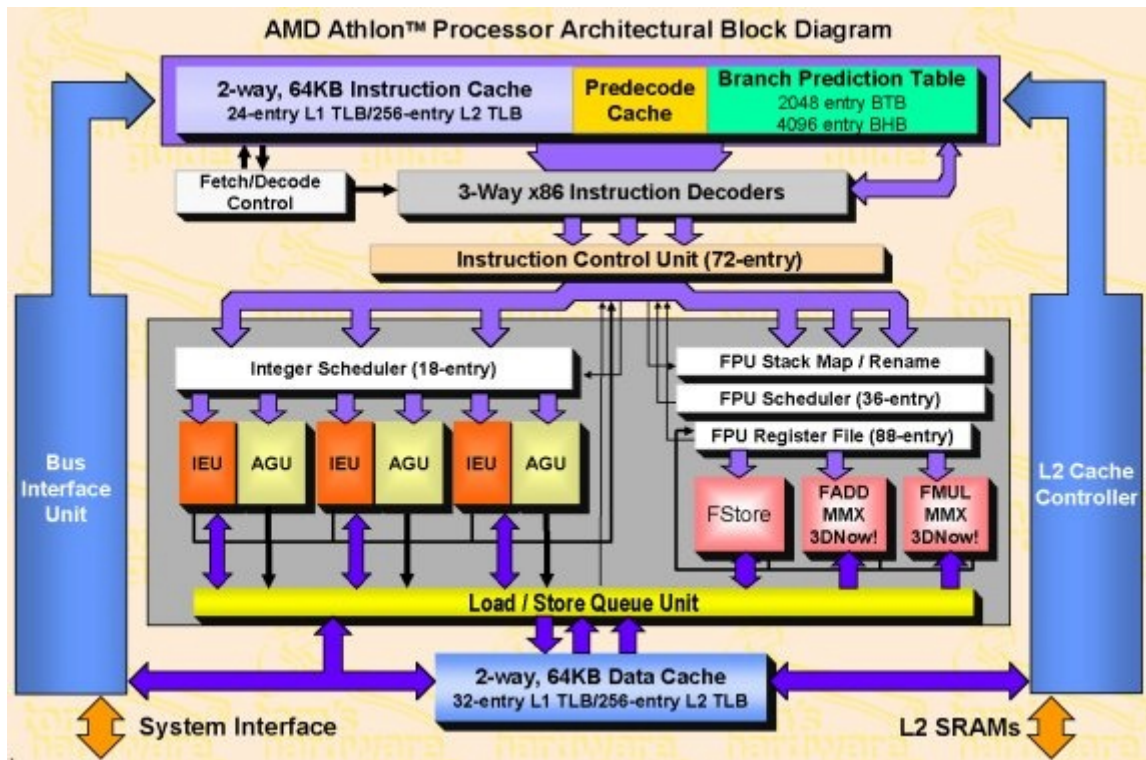 AMD Athlon™ Processor Architectural Block Diagram
2-way, 64KB Instruction Cache
24-entry L1 TLB/256-entry L2 TLB
Predecode
Cache
Branch Prediction Table
2048 entry BTB
4096 entry BHB
Fetch/Decode
Control
3-Way x86 Instruction Decoders
Instruction Control Unit (72-entry)
Integer Scheduler (18-entry)
FPU Stack Map / Rename
FPU Scheduler (36-entry)
FPU Register File (88-entry)
Bus
Interface
Unit
IEU
AGU
IEU
AGU
IEU
AGU
FStore
FADD
MMX
3DNow!
FMUL
MMX
3DNow!
L2 Cache
Controller
Load / Store Queue Unit
2-way, 64KB Data Cache
32-entry L1 TLB/256-entry L2 TLB
System Interface
L2 SRAMs
tom's
hardware